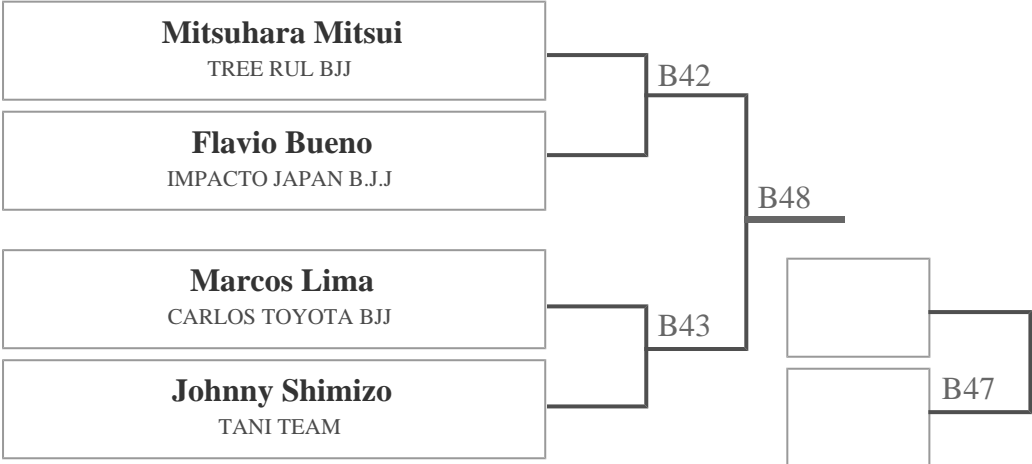 Mitsuhara Mitsui
TREE RUL BJJ
B42
Flavio Bueno
IMPACTO JAPAN B.J.J
B48
Marcos Lima
CARLOS TOYOTA BJJ
B43
Johnny Shimizo
TANI TEAM
B47